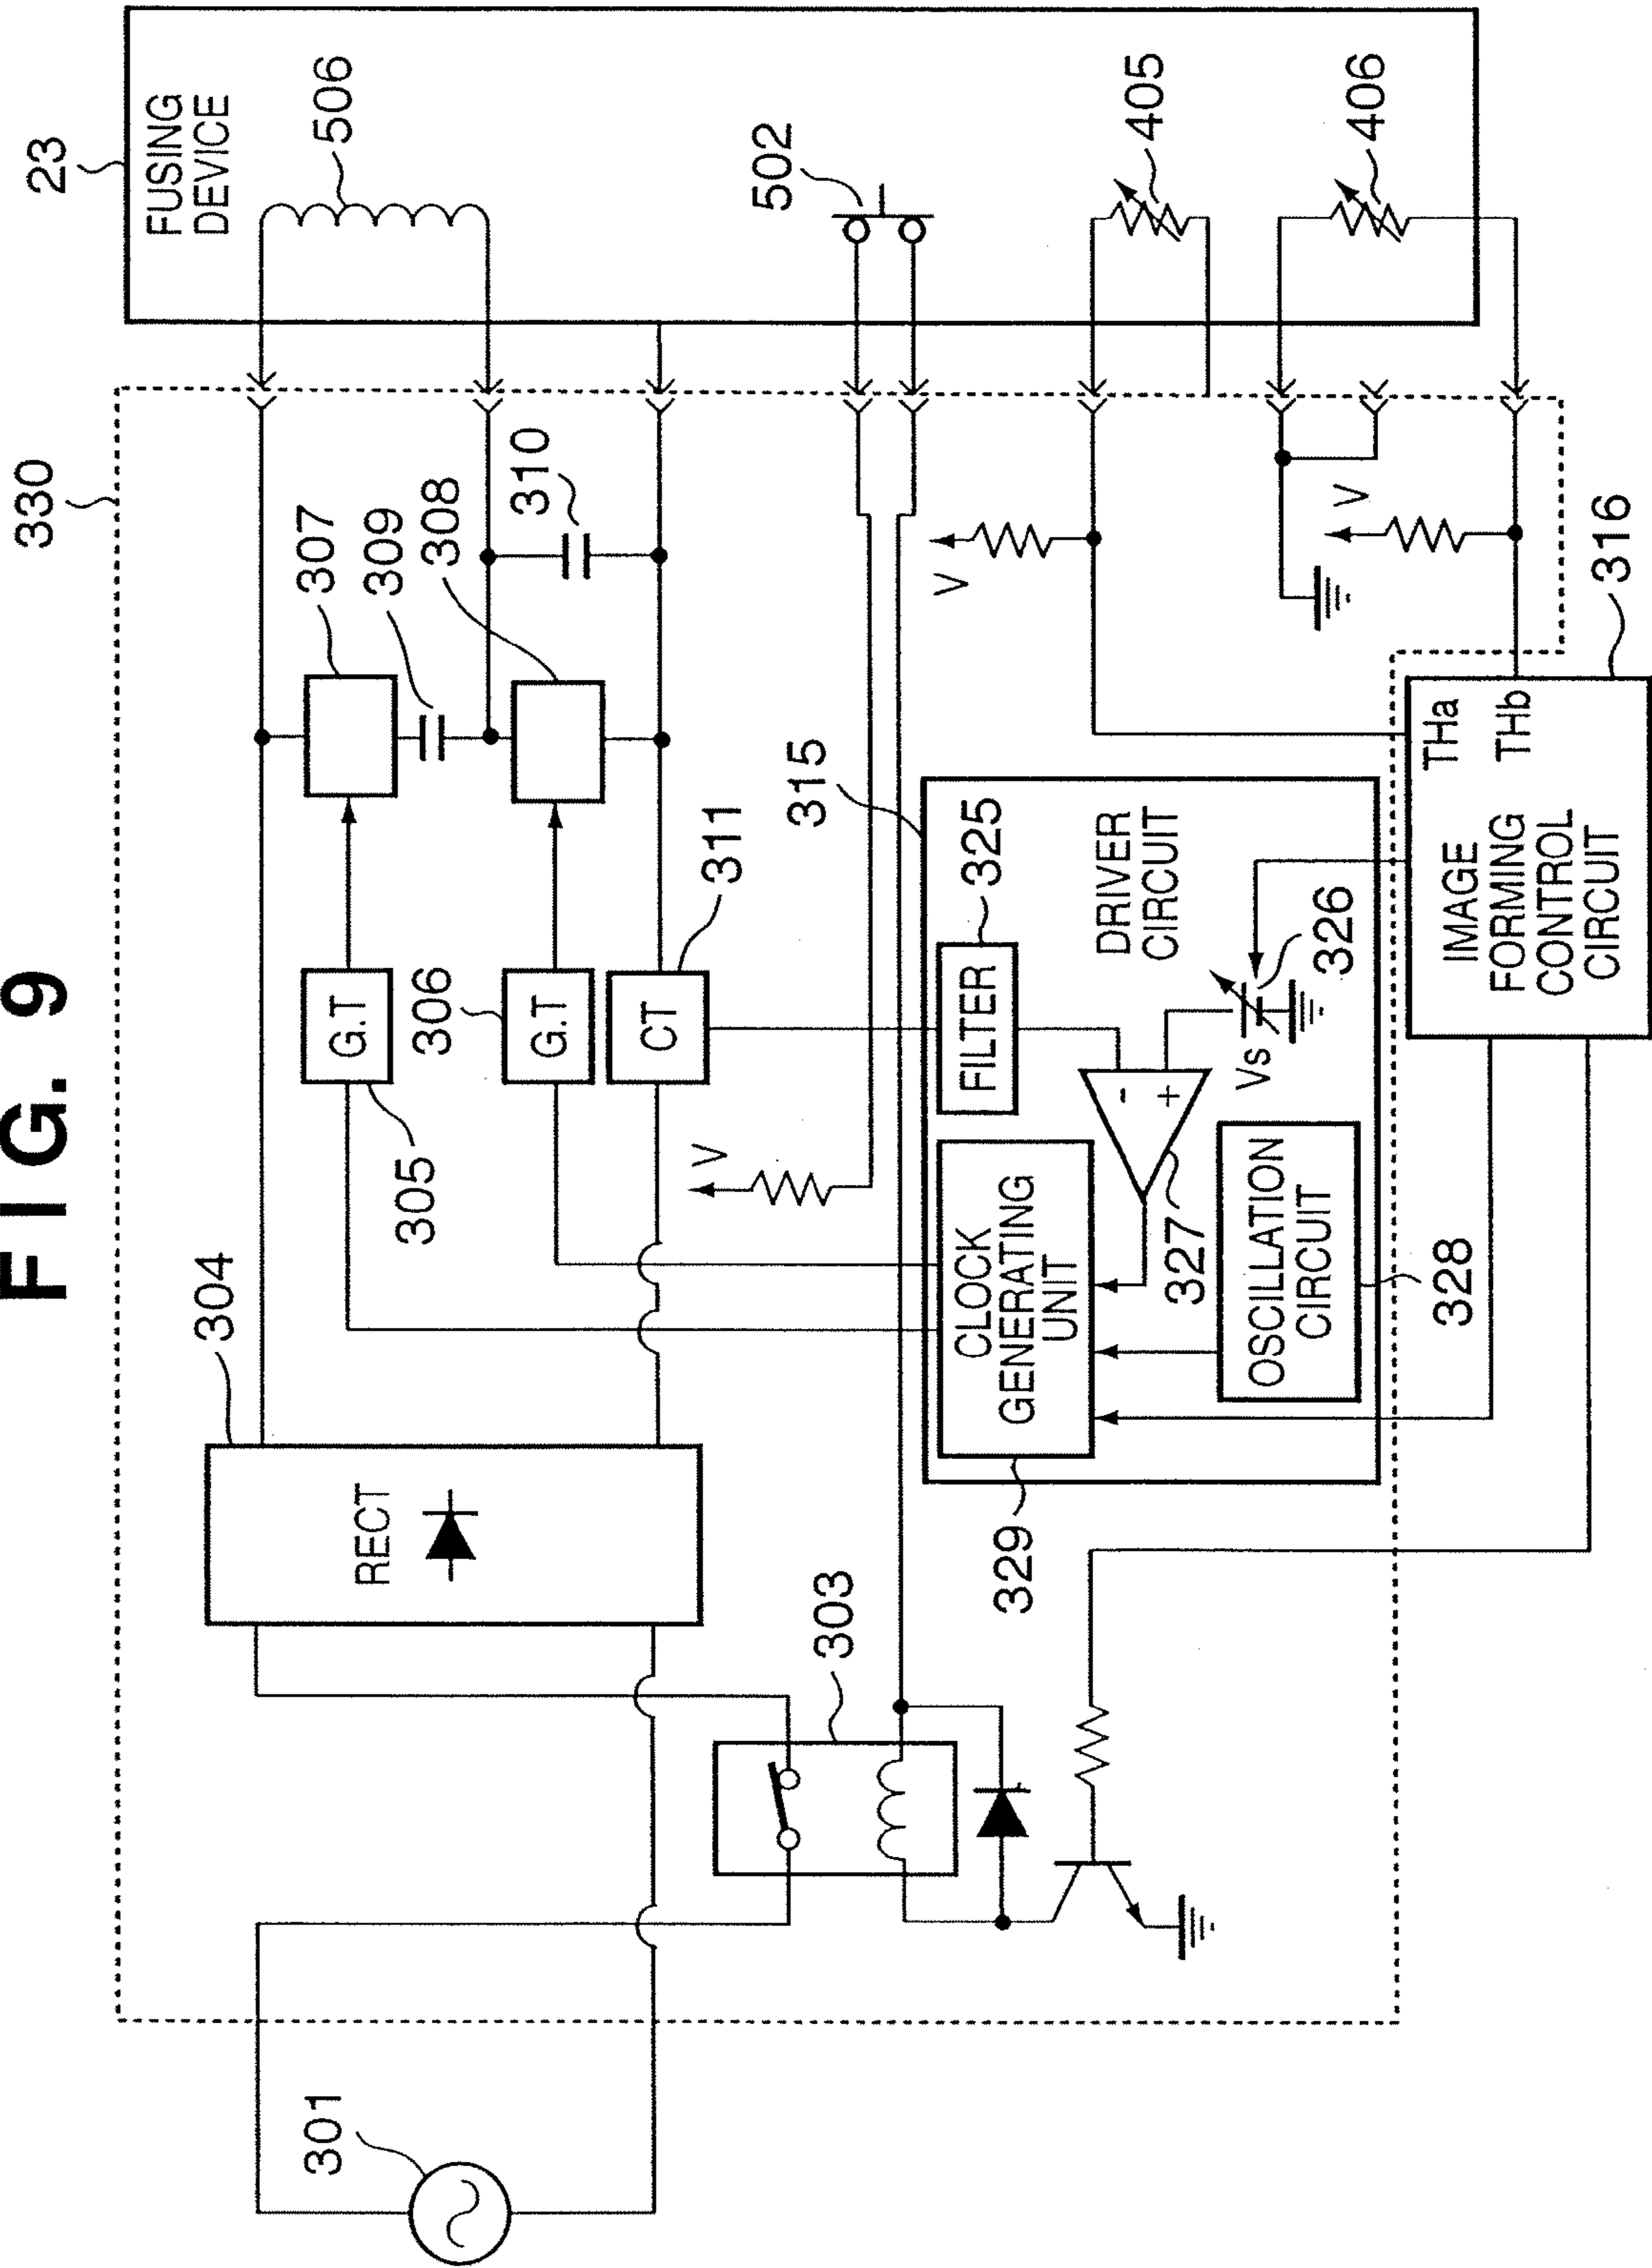 FIG. 9
23
FUSING
DEVICE
506
502
405
406
330
307
309
308
310
V
V
304
305
G.T
306
G.T
CT
311
315
V
RECT
303
301
FILTER
325
DRIVER
CIRCUIT
-
+
Vs
326
327
CLOCK
GENERATING
UNIT
329
OSCILLATION
CIRCUIT
328
THa
THb
IMAGE
FORMING
CONTROL
CIRCUIT
316